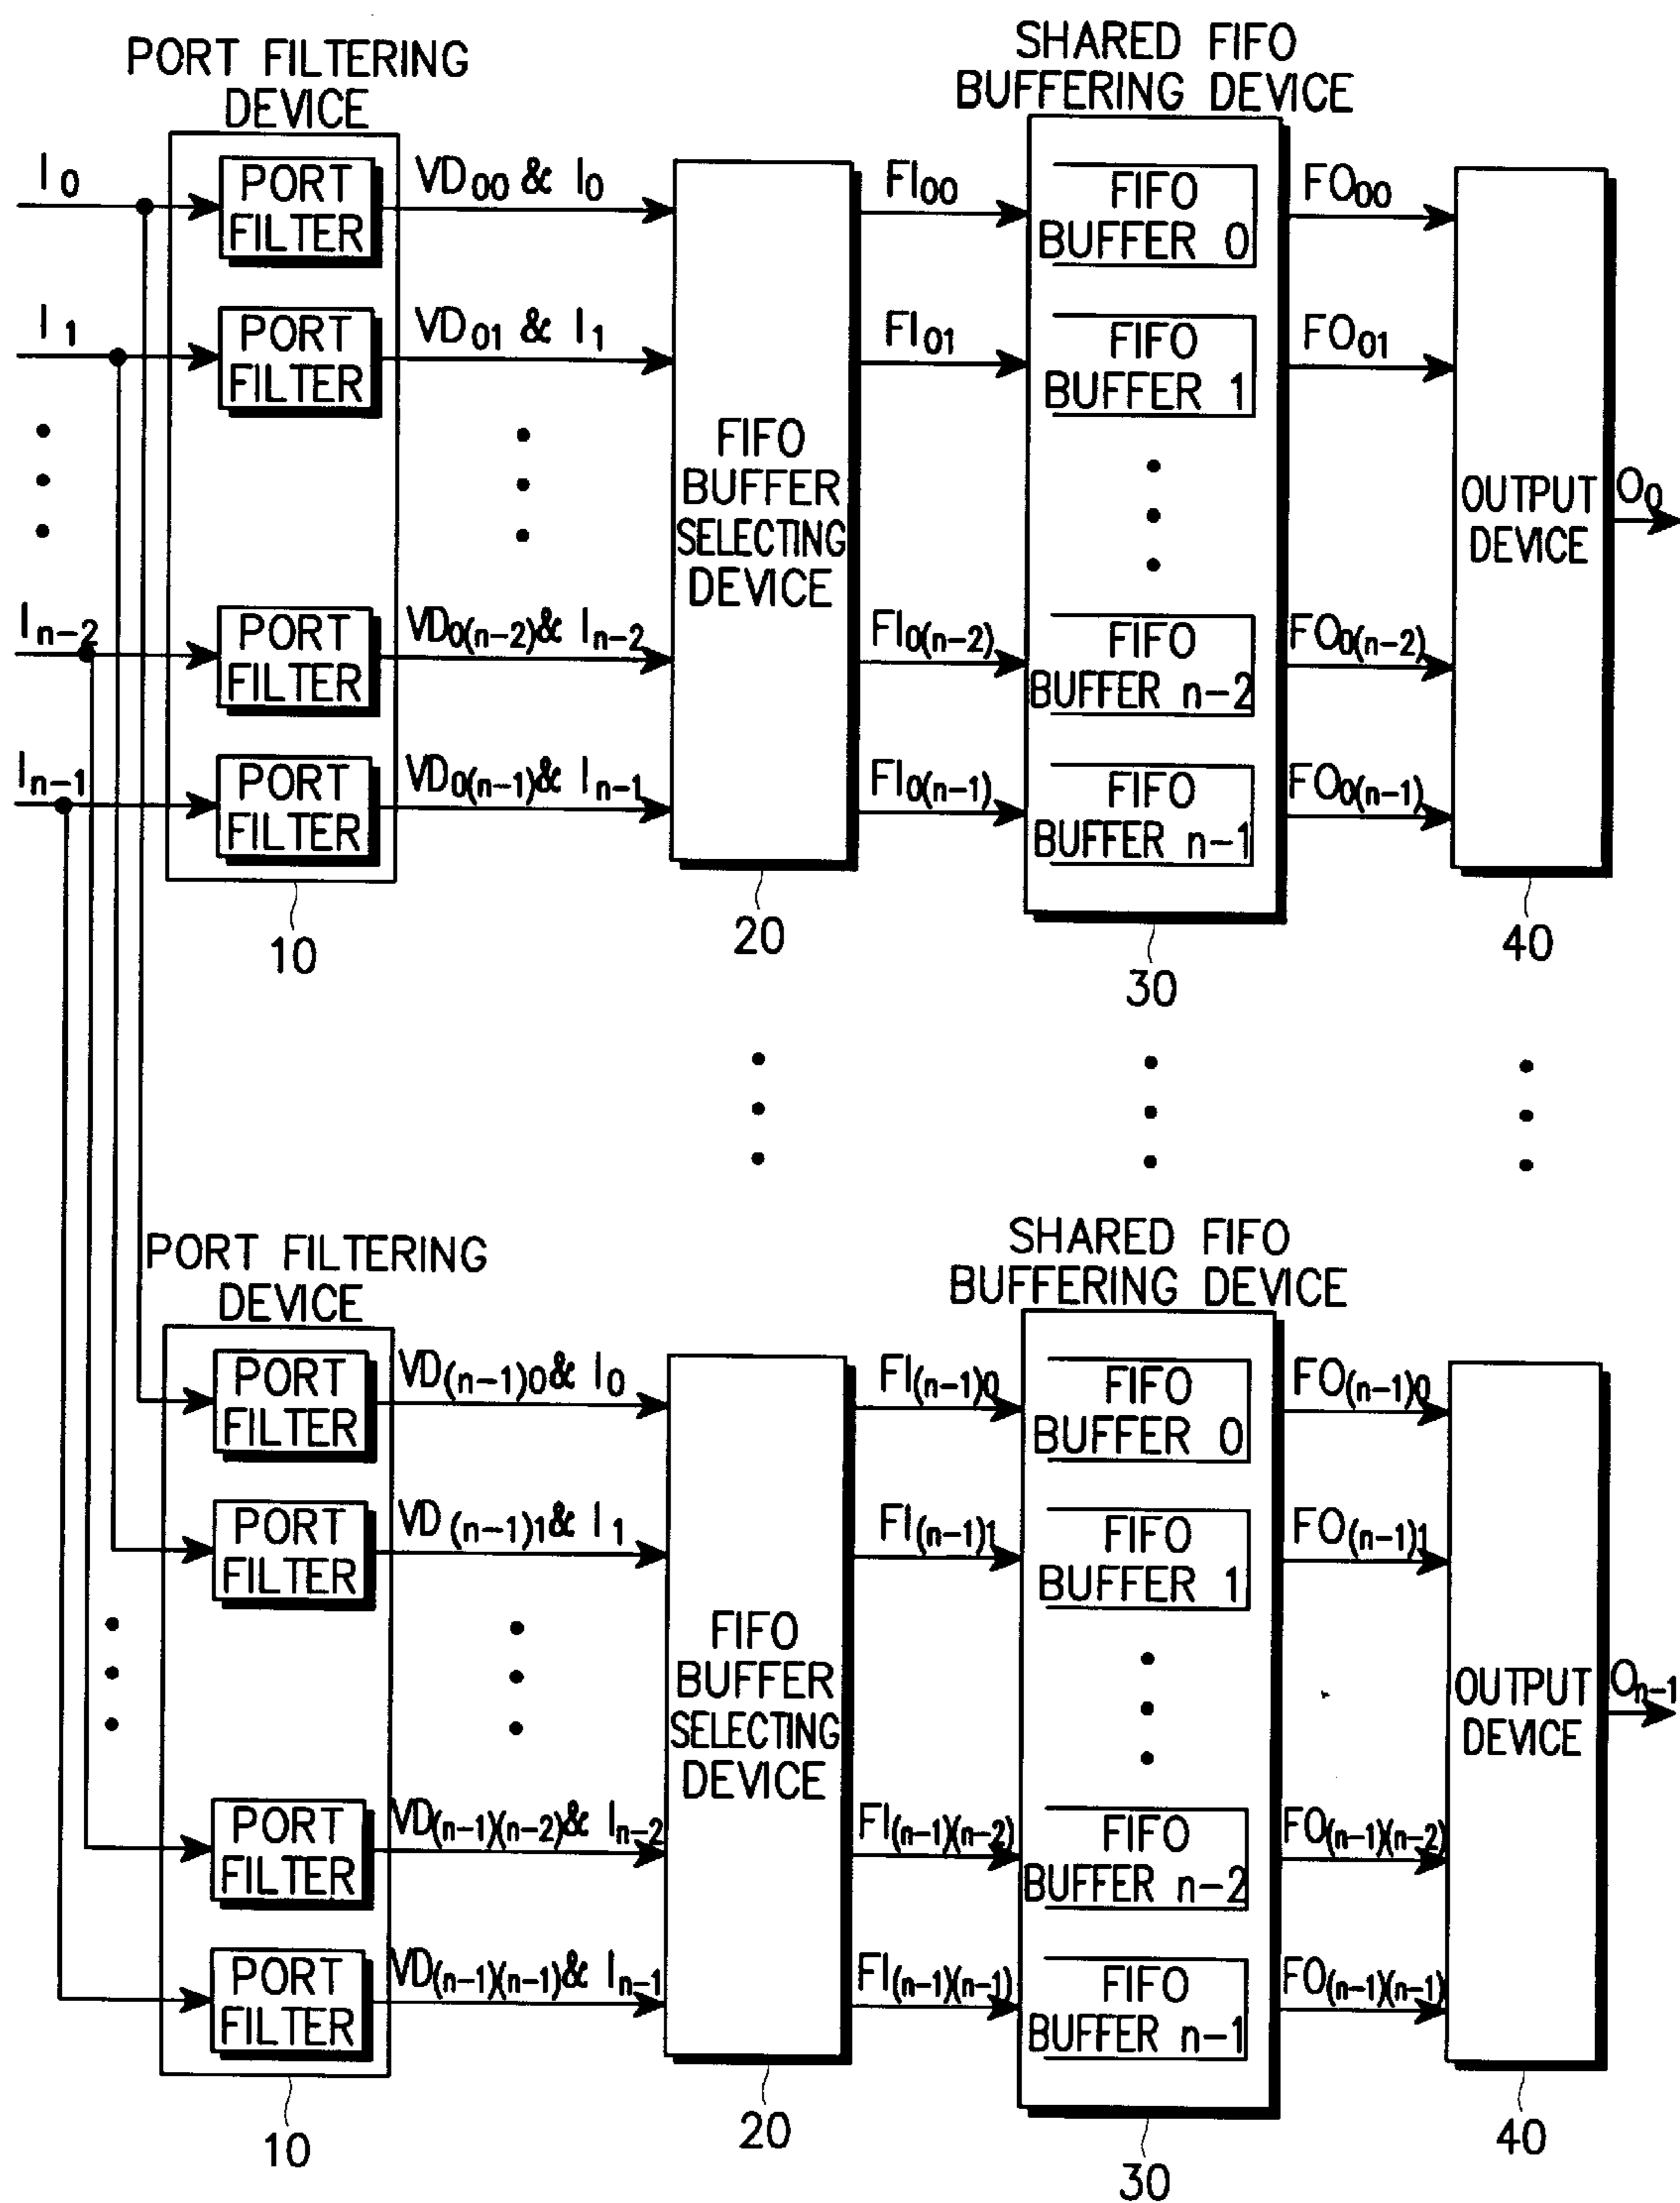 PORT FILTERING
DEVICE
SHARED FIFO
BUFFERING DEVICE
I0
PORT
FILTER
VD00 & I0
FI00
FIFO
BUFFER 0
FO00
I1
PORT
FILTER
VD01 & I1
FI01
FIFO
BUFFER 1
FO01
FIFO
BUFFER
SELECTING
DEVICE
OUTPUT
DEVICE
O0
In-2
PORT
FILTER
VD0(n-2)& In-2
FI0(n-2)
FIFO
BUFFER n-2
FO0(n-2)
In-1
PORT
FILTER
VD0(n-1)& In-1
FI0(n-1)
FIFO
BUFFER n-1
FO0(n-1)
10
20
30
40
PORT FILTERING
DEVICE
SHARED FIFO
BUFFERING DEVICE
PORT
FILTER
VD(n-1)0& I0
FI(n-1)0
FIFO
BUFFER 0
FO(n-1)0
PORT
FILTER
VD(n-1)1& I1
FI(n-1)1
FIFO
BUFFER 1
FO(n-1)1
FIFO
BUFFER
SELECTING
DEVICE
OUTPUT
DEVICE
On-1
PORT
FILTER
VD(n-1)(n-2)& In-2
FI(n-1)(n-2)
FIFO
BUFFER n-2
FO(n-1)(n-2)
PORT
FILTER
VD(n-1)(n-1)& In-1
FI(n-1)(n-1)
FIFO
BUFFER n-1
FO(n-1)(n-1)
10
20
30
40